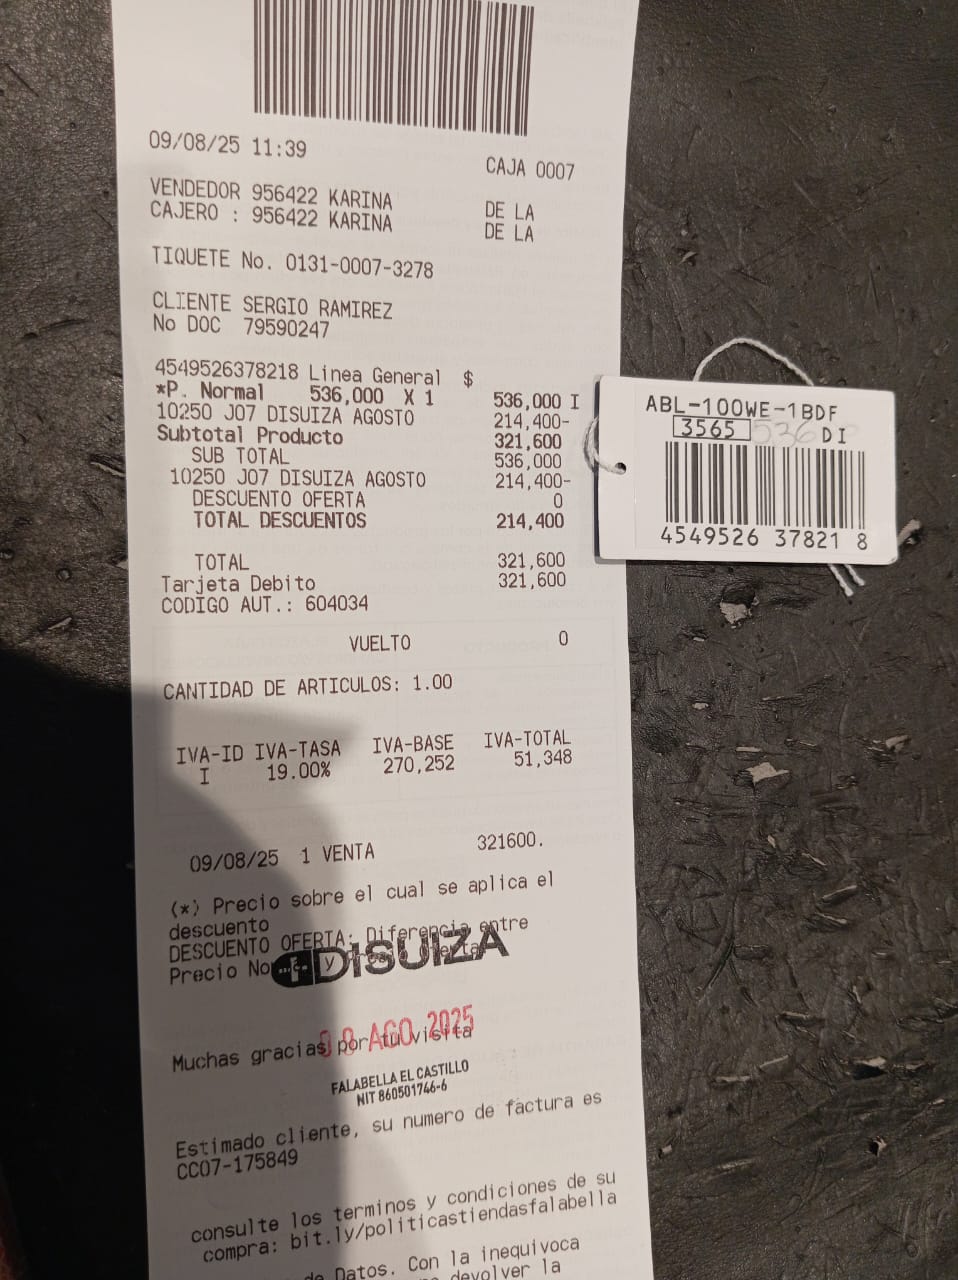 09/08/25 11:39 CAJA 0007
VENDEDOR 956422 KARINA DE LA
CAJERO : 956422 KARINA DE LA
TIQUETE No. 0131-0007-3278
CLIENTE SERGIO RAMIREZ
No DOC 79590247
4549526378218 Linea General $
*P. Normal 536,000 X 1 536,000 I
10250 J07 DISUIZA AGOSTO 214,400-
Subtotal Producto 321,600
SUB TOTAL 536,000
10250 J07 DISUIZA AGOSTO 214,400-
DESCUENTO OFERTA 0
TOTAL DESCUENTOS 214,400
TOTAL 321,600
Tarjeta Debito 321,600
CODIGO AUT.: 604034
VUELTO 0
CANTIDAD DE ARTICULOS: 1.00
IVA-ID IVA-TASA IVA-BASE IVA-TOTAL
I 19.00% 270,252 51,348
09/08/25 1 VENTA 321600.
(*) Precio sobre el cual se aplica el
descuento
DESCUENTO OFERTA: Diferencia entre
Precio No y
DISUIZA
Muchas gracias por tu visita
AGO 2025
FALABELLA EL CASTILLO
NIT 860501746-6
Estimado cliente, su numero de factura es
CC07-175849
consulte los terminos y condiciones de su
compra: bit.ly/politicastiendasfalabella
de Datos. Con la inequivoca
devolver la
ABL-100WE-1BDF
3565 536 DI
4549526 37821 8